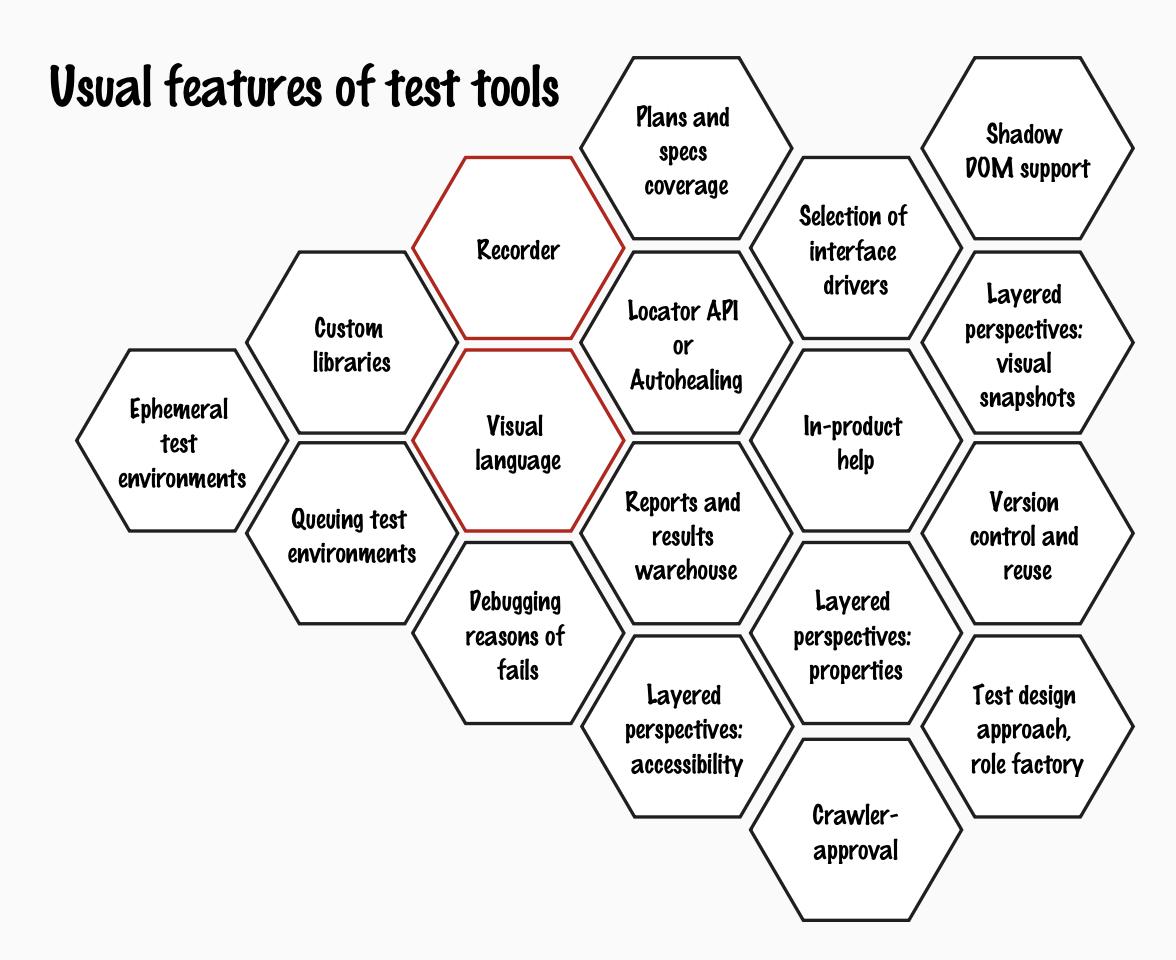 Usual features of test tools
Plans and
specs
coverage
Shadow
DOM support
Recorder
Selection of
interface
drivers
Custom
libraries
Locator API
or
Autohealing
Layered
perspectives:
visual
snapshots
Ephemeral
test
environments
Visual
language
In-product
help
Queuing test
environments
Reports and
results
warehouse
Version
control and
reuse
Debugging
reasons of
fails
Layered
perspectives:
properties
Layered
perspectives:
accessibility
Test design
approach,
role factory
Crawler-
approval